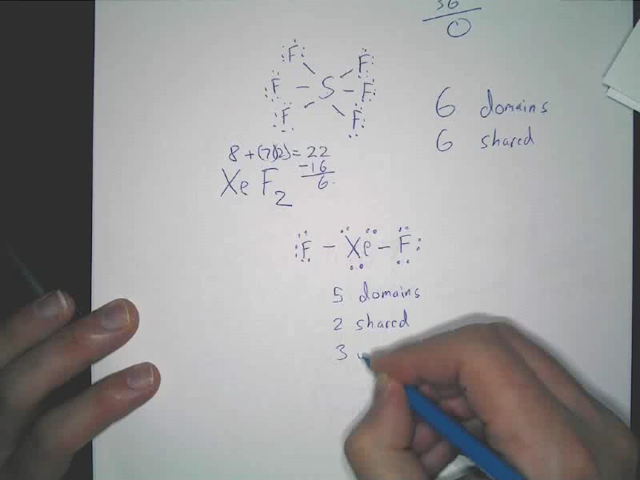 36
0
F F
F S F
F F
6 domains
6 shared
8 + (7)(2) = 22
-16
6
XeF2
F - Xe - F
5 domains
2 shared
3